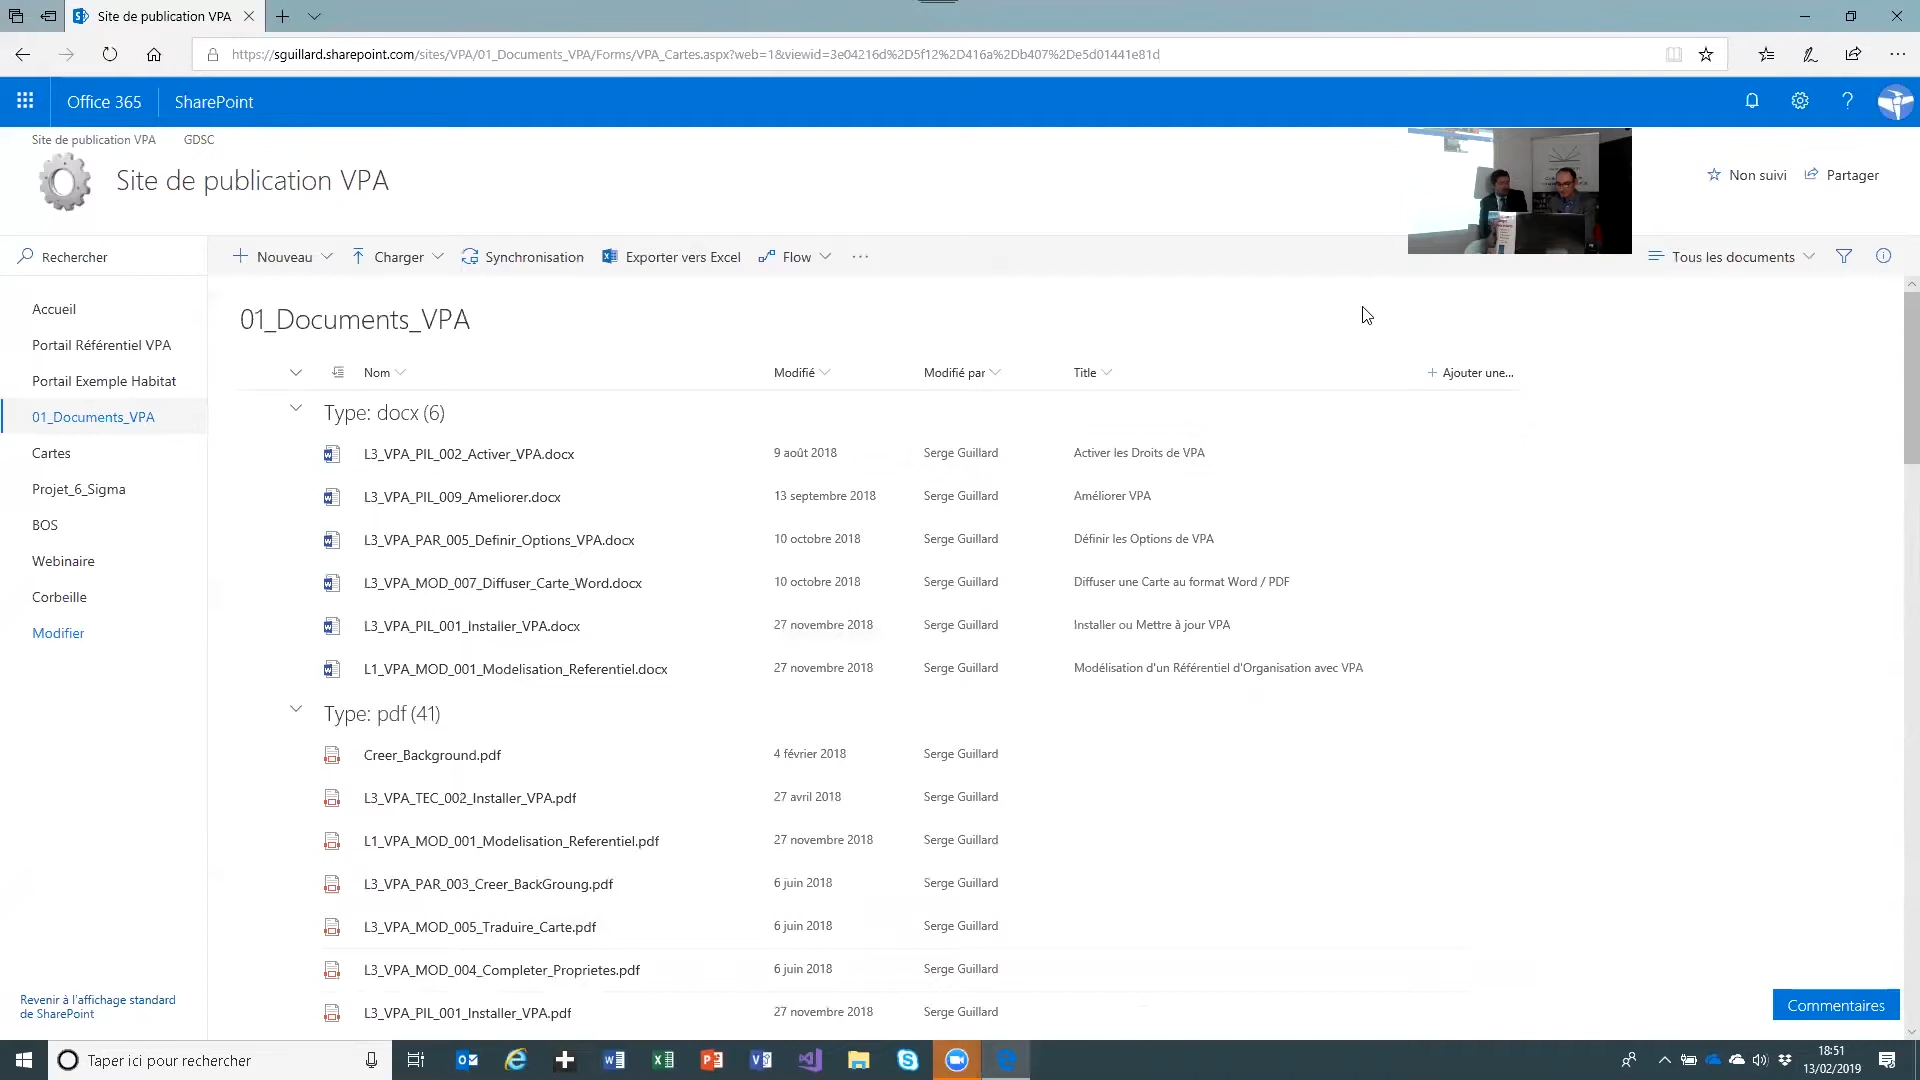 Site de publication VPA
https://sguillard.sharepoint.com/sites/VPA/01_Documents_VPA/Forms/VPA_Cartes.aspx?web=1&viewid=3e04216d%2D5f12%2D416a%2Db407%2De5d01441e81d
Office 365 SharePoint
Site de publication VPA GDSC
Site de publication VPA
Non suivi Partager
Rechercher
Nouveau Charger Synchronisation Exporter vers Excel Flow ... Tous les documents
Accueil
Portail Référentiel VPA
Portail Exemple Habitat
01_Documents_VPA
Cartes
Projet_6_Sigma
BOS
Webinaire
Corbeille
Modifier
01_Documents_VPA
Nom Modifié Modifié par Title + Ajouter une...
Type: docx (6)
L3_VPA_PIL_002_Activer_VPA.docx 9 août 2018 Serge Guillard Activer les Droits de VPA
L3_VPA_PIL_009_Ameliorer.docx 13 septembre 2018 Serge Guillard Améliorer VPA
L3_VPA_PAR_005_Definir_Options_VPA.docx 10 octobre 2018 Serge Guillard Définir les Options de VPA
L3_VPA_MOD_007_Diffuser_Carte_Word.docx 10 octobre 2018 Serge Guillard Diffuser une Carte au format Word / PDF
L3_VPA_PIL_001_Installer_VPA.docx 27 novembre 2018 Serge Guillard Installer ou Mettre à jour VPA
L1_VPA_MOD_001_Modelisation_Referentiel.docx 27 novembre 2018 Serge Guillard Modélisation d'un Référentiel d'Organisation avec VPA
Type: pdf (41)
Creer_Background.pdf 4 février 2018 Serge Guillard
L3_VPA_TEC_002_Installer_VPA.pdf 27 avril 2018 Serge Guillard
L1_VPA_MOD_001_Modelisation_Referentiel.pdf 27 novembre 2018 Serge Guillard
L3_VPA_PAR_003_Creer_BackGroung.pdf 6 juin 2018 Serge Guillard
L3_VPA_MOD_005_Traduire_Carte.pdf 6 juin 2018 Serge Guillard
L3_VPA_MOD_004_Completer_Proprietes.pdf 6 juin 2018 Serge Guillard
L3_VPA_PIL_001_Installer_VPA.pdf 27 novembre 2018 Serge Guillard
Revenir à l'affichage standard
de SharePoint
Commentaires
Taper ici pour rechercher
18:51
13/02/2019